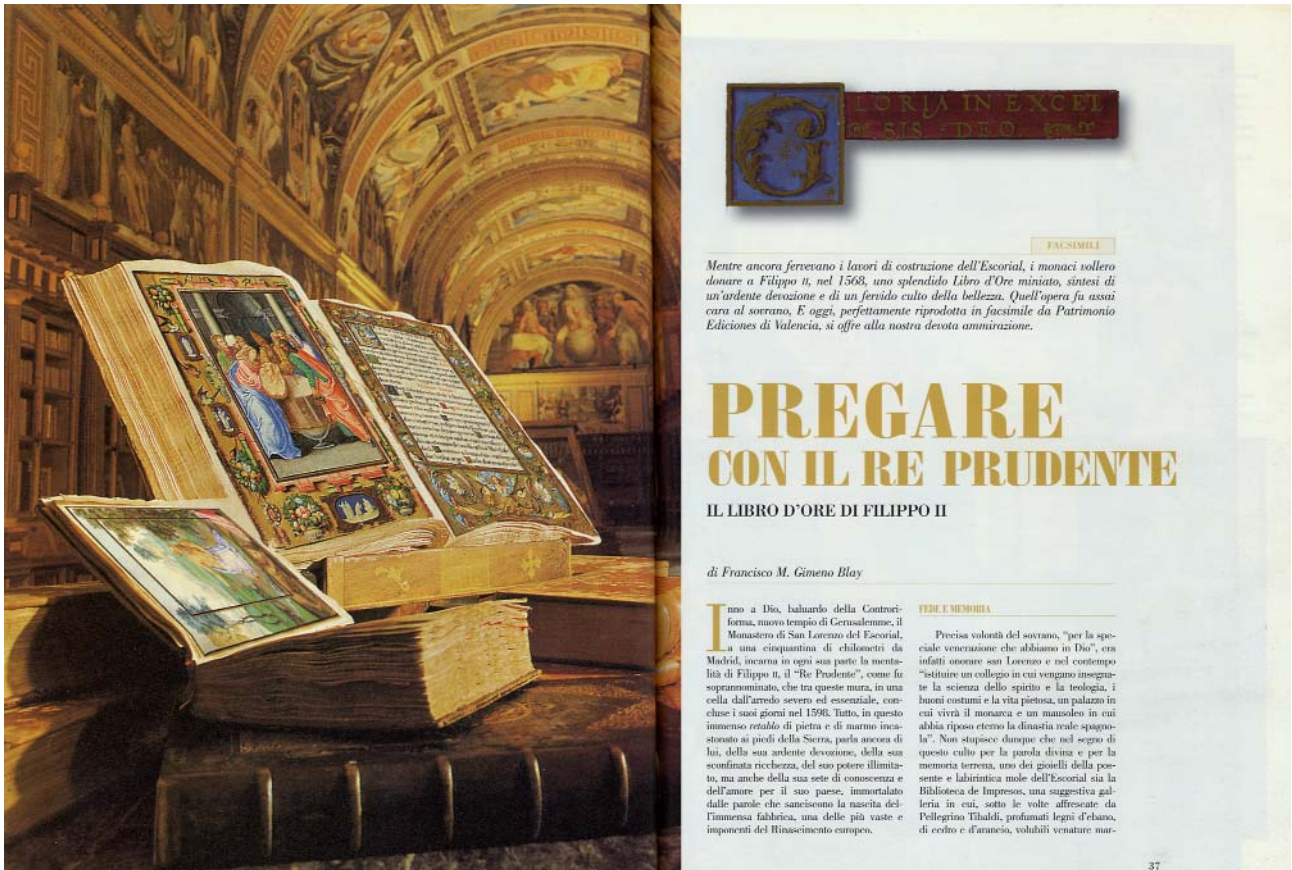 GLORIA IN EXCEL
SIS DEO
FACSIMILI
Mentre ancora fervevano i lavori di costruzione dell'Escorial, i monaci vollero
donare a Filippo II, nel 1568, uno splendido Libro d'Ore miniato, sintesi di
un'ardente devozione e di un fervido culto della bellezza. Quell'opera fu assai
cara al sovrano, E oggi, perfettamente riprodotta in facsimile da Patrimonio
Ediciones di Valencia, si offre alla nostra devota ammirazione.
PREGARE
CON IL RE PRUDENTE
IL LIBRO D'ORE DI FILIPPO II
di Francisco M. Gimeno Blay
Inno a Dio, baluardo della Controri-
forma, nuovo tempio di Gerusalemme, il
Monastero di San Lorenzo del Escorial,
a una cinquantina di chilometri da
Madrid, incarna in ogni sua parte la menta-
lità di Filippo II, il "Re Prudente", come fu
soprannominato, che tra queste mura, in una
cella dall'arredo severo ed essenziale, con-
cluse i suoi giorni nel 1598. Tutto, in questo
immenso retablo di pietra e di marmo inca-
stonato ai piedi della Sierra, parla ancora di
lui, della sua ardente devozione, della sua
sconfinata ricchezza, del suo potere illimita-
to, ma anche della sua sete di conoscenza e
dell'amore per il suo paese, immortalato
dalle parole che sanciscono la nascita del-
l'immensa fabbrica, una delle più vaste e
imponenti del Rinascimento europeo.
FEDE E MEMORIA
Precisa volontà del sovrano, "per la spe-
ciale venerazione che abbiamo in Dio", era
infatti onorare san Lorenzo e nel contempo
"istituire un collegio in cui vengano insegna-
te la scienza dello spirito e la teologia, i
buoni costumi e la vita pietosa, un palazzo in
cui vivrà il monarca e un mausoleo in cui
abbia riposo eterno la dinastia reale spagno-
la". Non stupisce dunque che nel segno di
questo culto per la parola divina e per la
memoria terrena, uno dei gioielli della pos-
sente e labirintica mole dell'Escorial sia la
Biblioteca de Impresos, una suggestiva gal-
leria in cui, sotto le volte affrescate da
Pellegrino Tibaldi, profumati legni d'ebano,
di cedro e d'arancio, volubili venature mar-
37